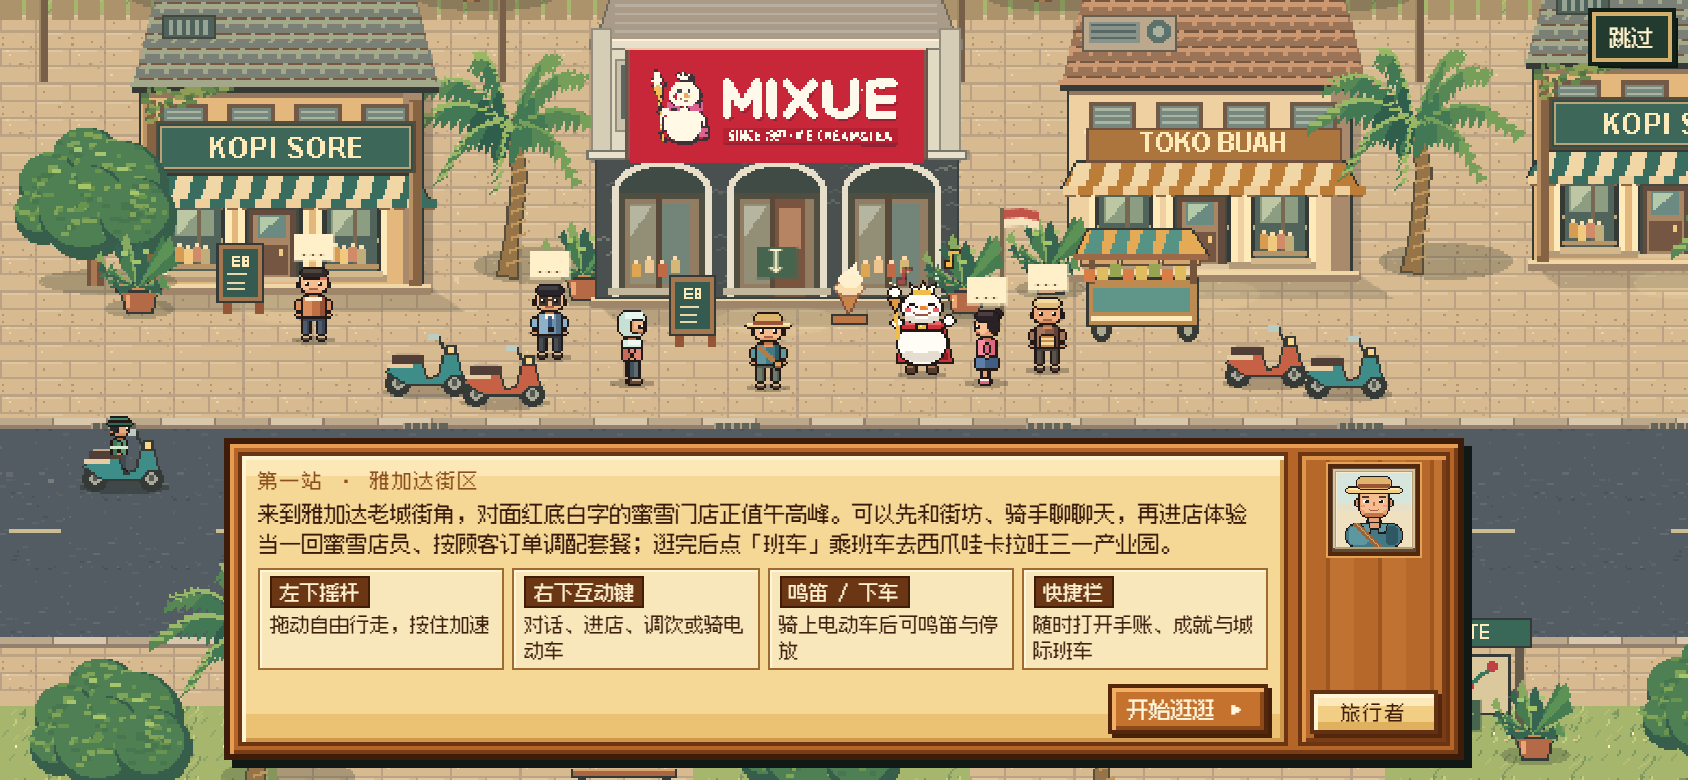 跳过
MIXUE
KOPI SORE
TOKO BUAH
KOPI S
第一站 · 雅加达街区
来到雅加达老城街角，对面红底白字的蜜雪门店正值午高峰。可以先和街坊、骑手聊聊天，再进店体验
当一回蜜雪店员、按顾客订单调配套餐；逛完后点「班车」乘班车去西爪哇卡拉旺三一产业园。
左下摇杆
拖动自由行走，按住加速
右下互动键
对话、进店、调饮或骑电
动车
鸣笛 / 下车
骑上电动车后可鸣笛与停
放
快捷栏
随时打开手账、成就与城
际班车
开始逛逛
旅行者
TE